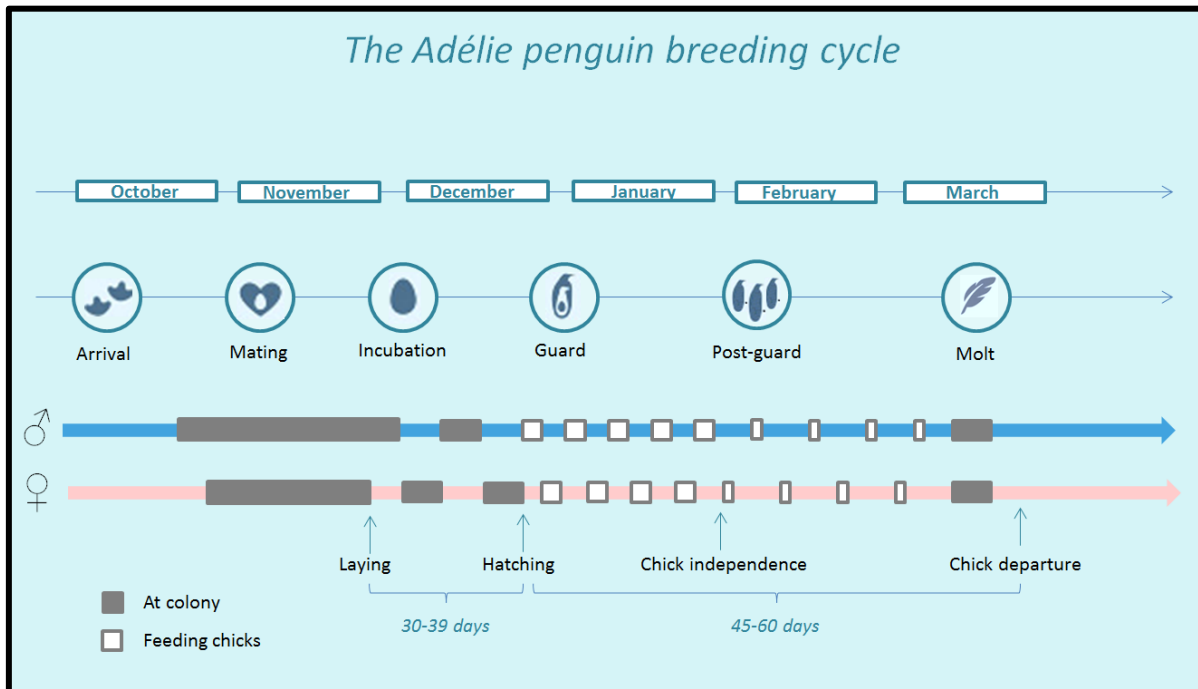 The Adélie penguin breeding cycle
October November December January February March
Arrival Mating Incubation Guard Post-guard Molt
♂
♀
Laying Hatching Chick independence Chick departure
At colony
30-39 days 45-60 days
Feeding chicks